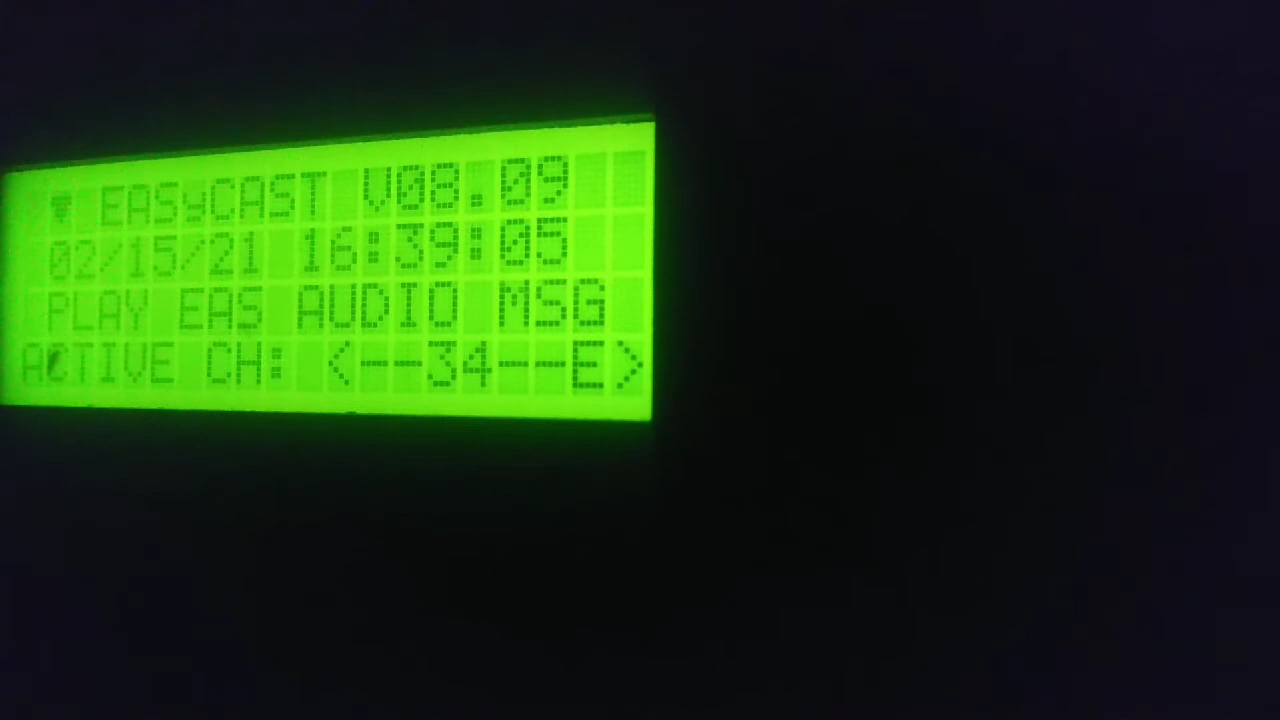 ♥ EASyCAST V08.09
02/15/21 16:39:05
PLAY EAS AUDIO MSG
ACTIVE CH: <--34--E>